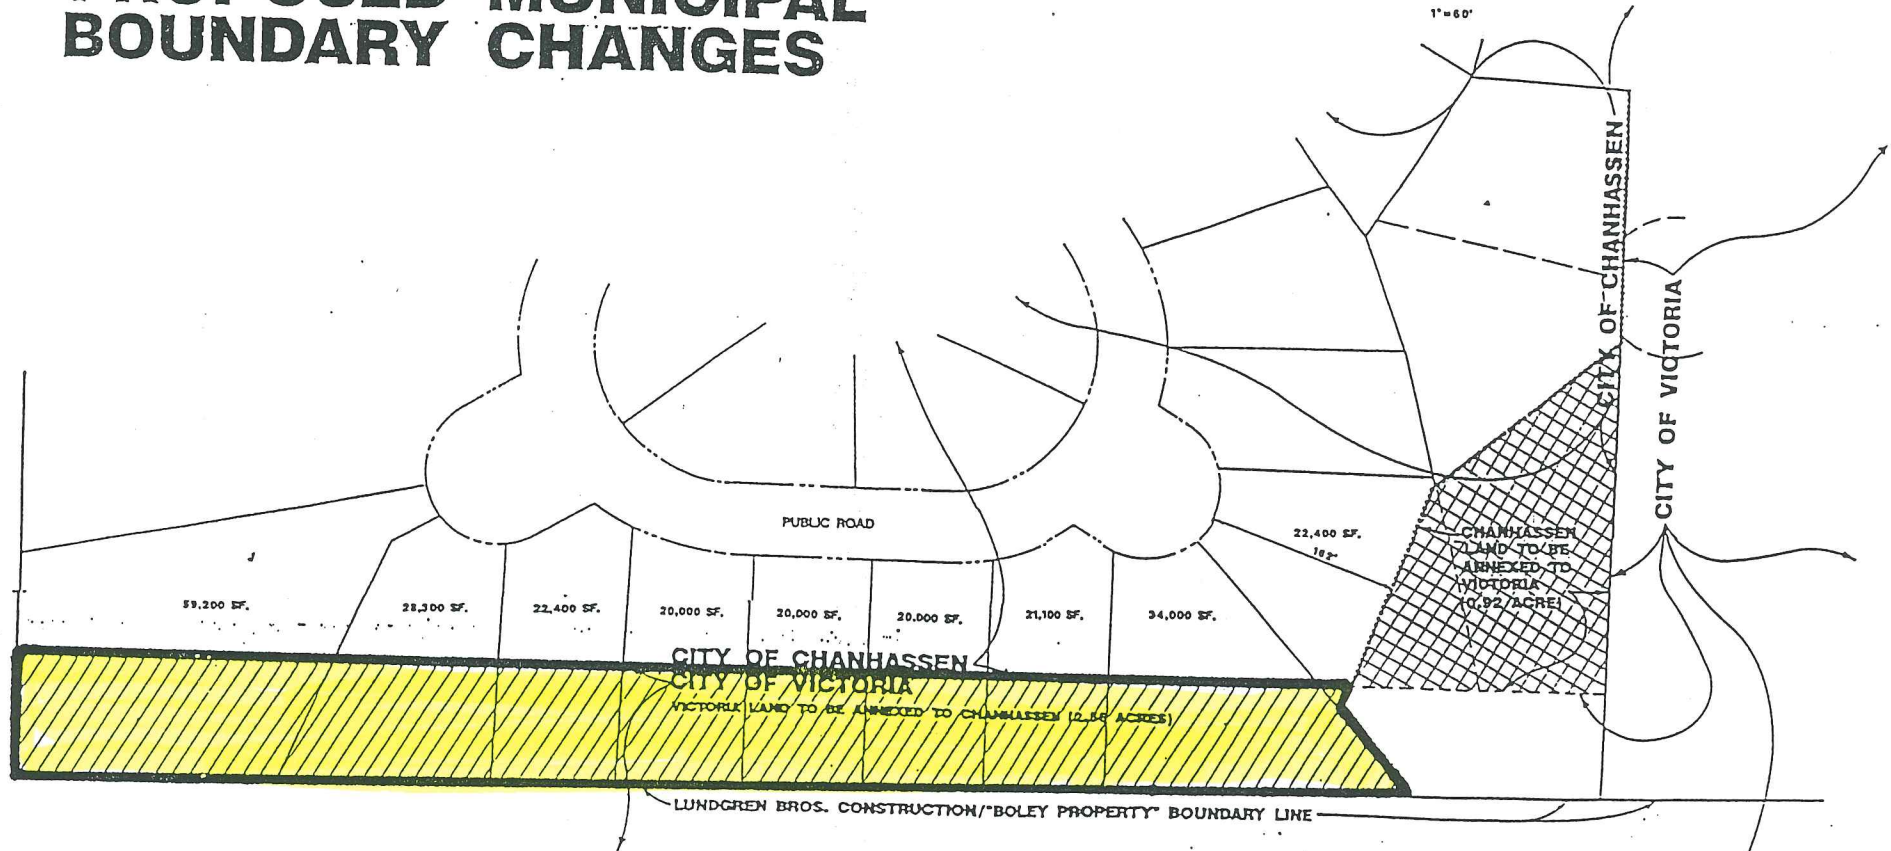 PROPOSED MUNICIPAL
BOUNDARY CHANGES
1"=60'
CITY OF CHANHASSEN
CITY OF VICTORIA
PUBLIC ROAD
22,400 SF.
CHANHASSEN
LAND TO BE
ANNEXED TO
VICTORIA
(0.92 ACRE)
59,200 SF.
28,300 SF.
22,400 SF.
20,000 SF.
20,000 SF.
20,000 SF.
21,100 SF.
34,000 SF.
CITY OF CHANHASSEN
CITY OF VICTORIA
VICTORIA LAND TO BE ANNEXED TO CHANHASSEN ACRES)
LUNDGREN BROS. CONSTRUCTION/"BOLEY PROPERTY" BOUNDARY LINE